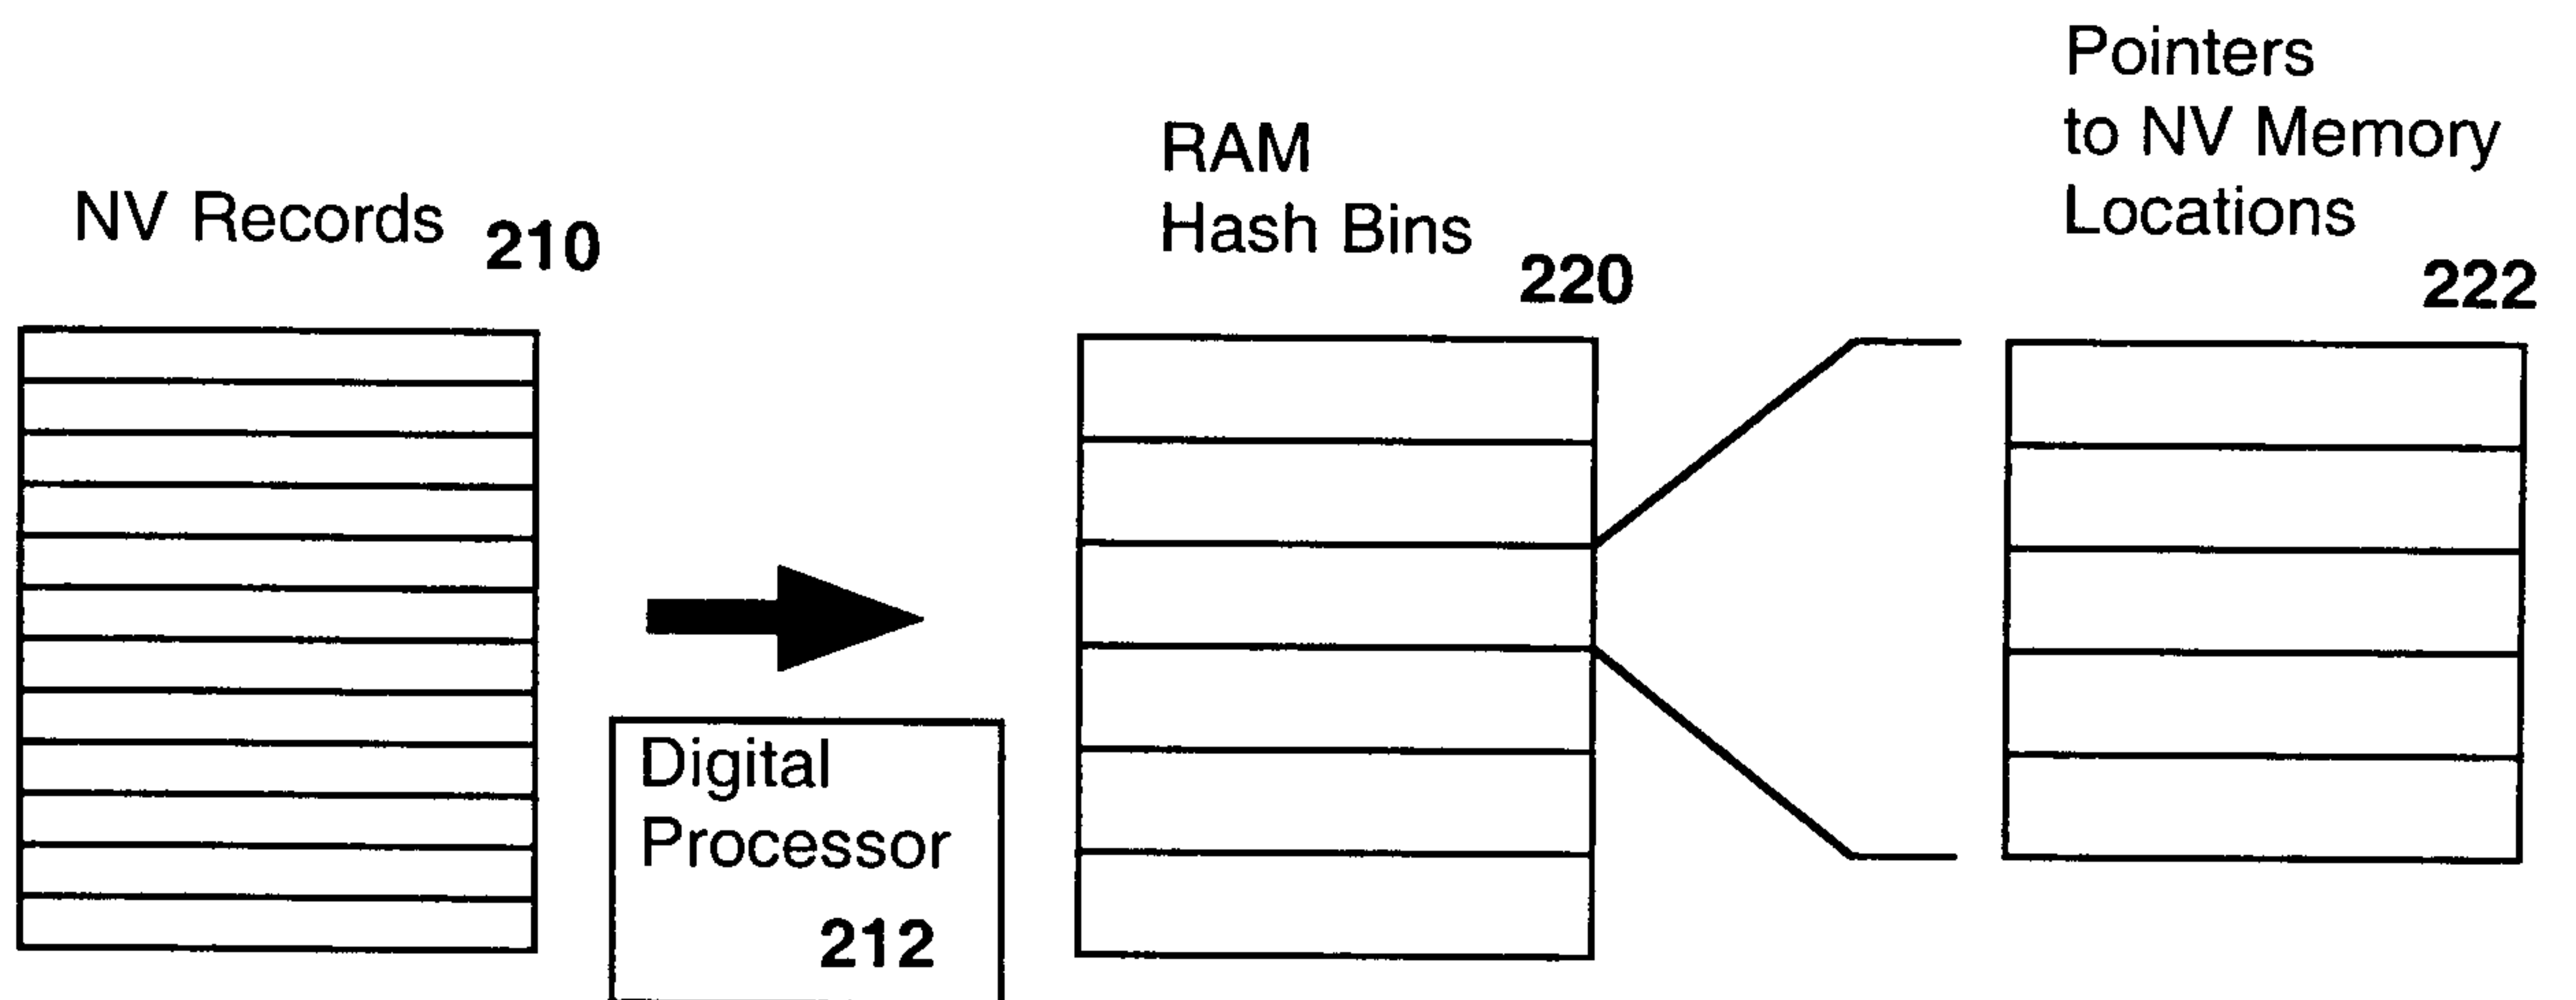 NV Records 210
RAM
Hash Bins 220
Pointers
to NV Memory
Locations
222
Digital
Processor
212